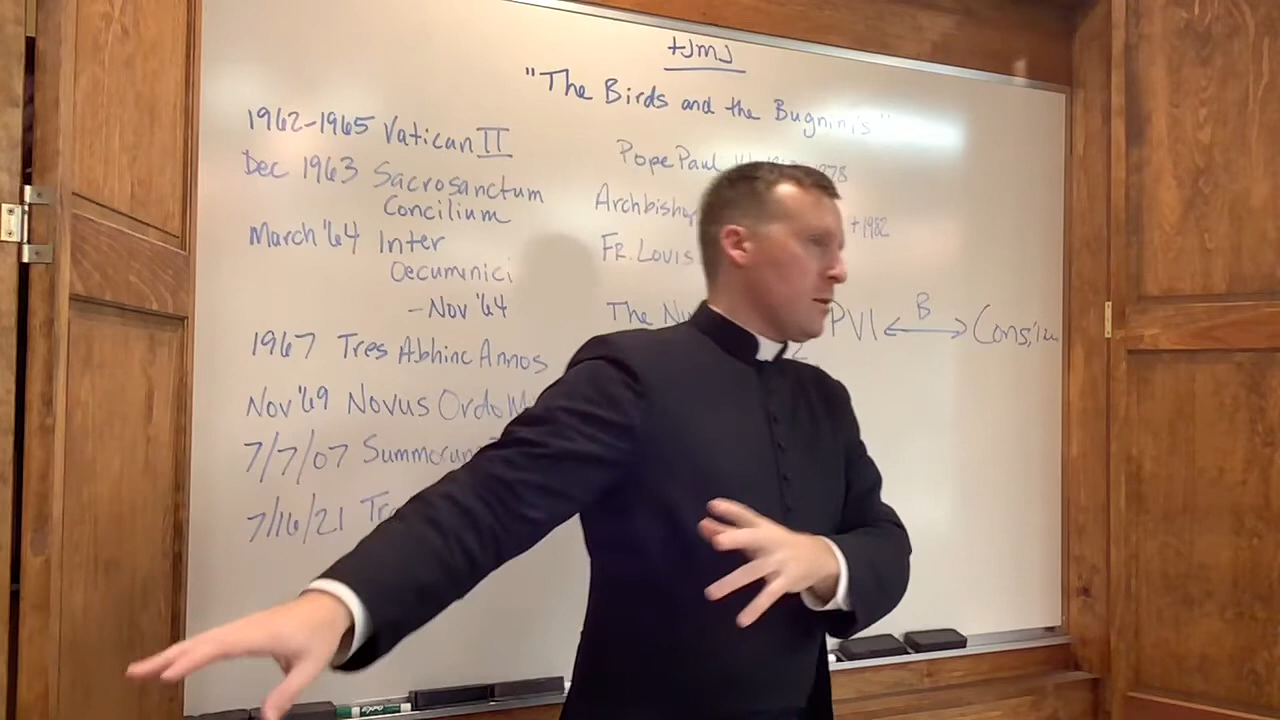 +JMJ
"The Birds and the Bugninis"
1962-1965 Vatican II
Dec 1963 Sacrosanctum
Concilium
March '64 Inter
Oecumenici
-Nov '64
1967 Tres Abhinc Annos
Nov '69 Novus Ordo
7/7/07
7/16/21
Pope Paul
Archbishop
+1982
Fr. Louis
The
PVI B
2